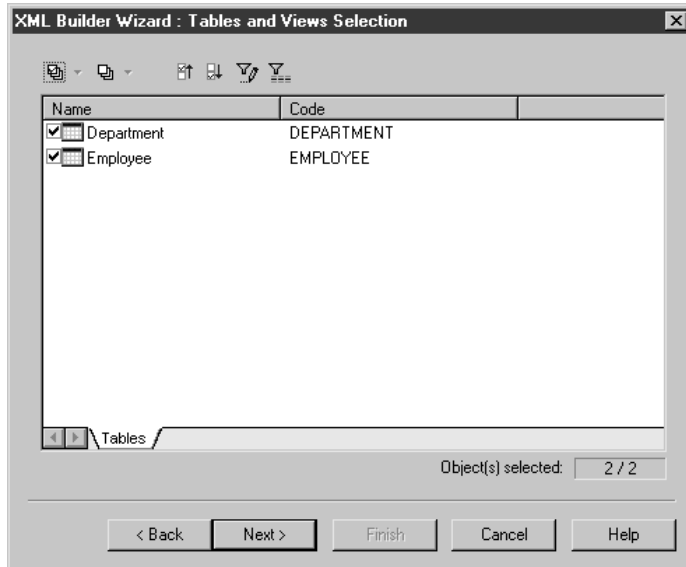 XML Builder Wizard : Tables and Views Selection
Name Code
Department DEPARTMENT
Employee EMPLOYEE
Tables
Object(s) selected: 2 / 2
< Back Next > Finish Cancel Help